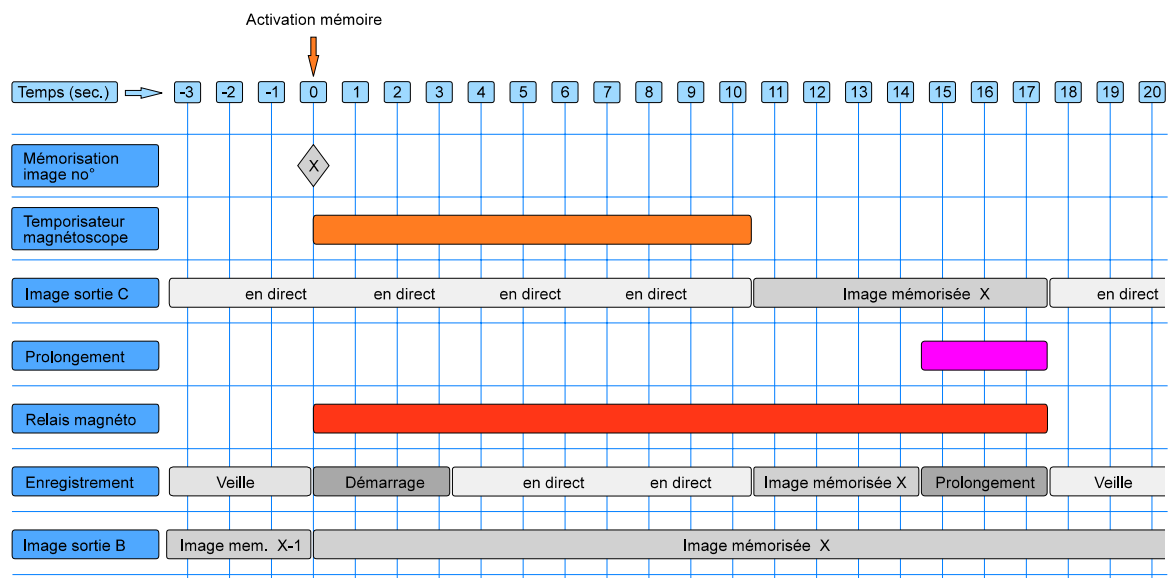 Activation mémoire
Temps (sec.) -3 -2 -1 0 1 2 3 4 5 6 7 8 9 10 11 12 13 14 15 16 17 18 19 20
Mémorisation
image no°
X
Temporisateur
magnétoscope
Image sortie C en direct en direct en direct en direct Image mémorisée X en direct
Prolongement
Relais magnéto
Enregistrement Veille Démarrage en direct en direct Image mémorisée X Prolongement Veille
Image sortie B Image mem. X-1 Image mémorisée X